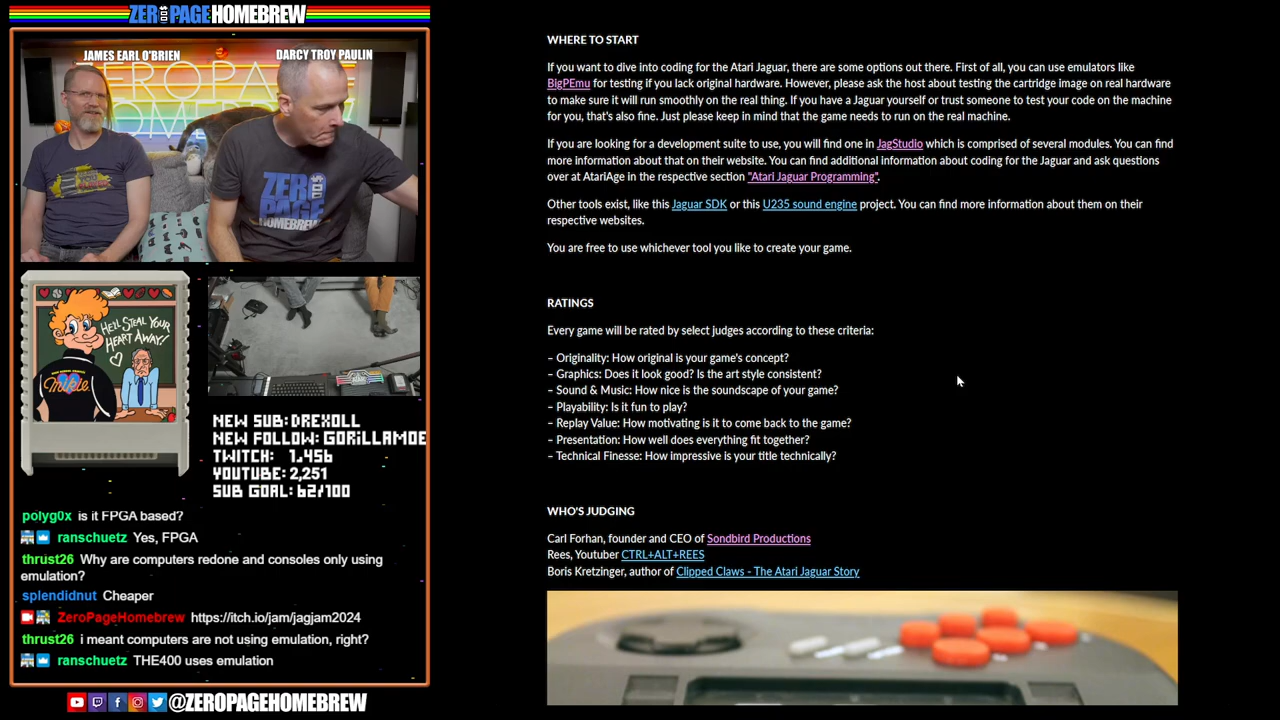 ZEROPAGEHOMEBREW
JAMES EARL O'BRIEN
DARCY TROY PAULIN
ZERO PAGE
HOMEBREW
HE'LL STEAL YOUR
HEART AWAY!!
Mikie
NEW SUB: DREXOLL
NEW FOLLOW: GORILLAMOE
TWITCH: 1,456
YOUTUBE: 2,251
SUB GOAL: 62/100
polyg0x is it FPGA based?
ranschuetz Yes, FPGA
thrust26 Why are computers redone and consoles only using
emulation?
splendidnut Cheaper
ZeroPageHomebrew https://itch.io/jam/jagjam2024
thrust26 i meant computers are not using emulation, right?
ranschuetz THE400 uses emulation
@ZEROPAGEHOMEBREW
WHERE TO START
If you want to dive into coding for the Atari Jaguar, there are some options out there. First of all, you can use emulators like
BigPEmu for testing if you lack original hardware. However, please ask the host about testing the cartridge image on real hardware
to make sure it will run smoothly on the real thing. If you have a Jaguar yourself or trust someone to test your code on the machine
for you, that's also fine. Just please keep in mind that the game needs to run on the real machine.
If you are looking for a development suite to use, you will find one in JagStudio which is comprised of several modules. You can find
more information about that on their website. You can find additional information about coding for the Jaguar and ask questions
over at AtariAge in the respective section "Atari Jaguar Programming".
Other tools exist, like this Jaguar SDK or this U235 sound engine project. You can find more information about them on their
respective websites.
You are free to use whichever tool you like to create your game.
RATINGS
Every game will be rated by select judges according to these criteria:
– Originality: How original is your game's concept?
– Graphics: Does it look good? Is the art style consistent?
– Sound & Music: How nice is the soundscape of your game?
– Playability: Is it fun to play?
– Replay Value: How motivating is it to come back to the game?
– Presentation: How well does everything fit together?
– Technical Finesse: How impressive is your title technically?
WHO'S JUDGING
Carl Forhan, founder and CEO of Sondbird Productions
Rees, Youtuber CTRL+ALT+REES
Boris Kretzinger, author of Clipped Claws - The Atari Jaguar Story